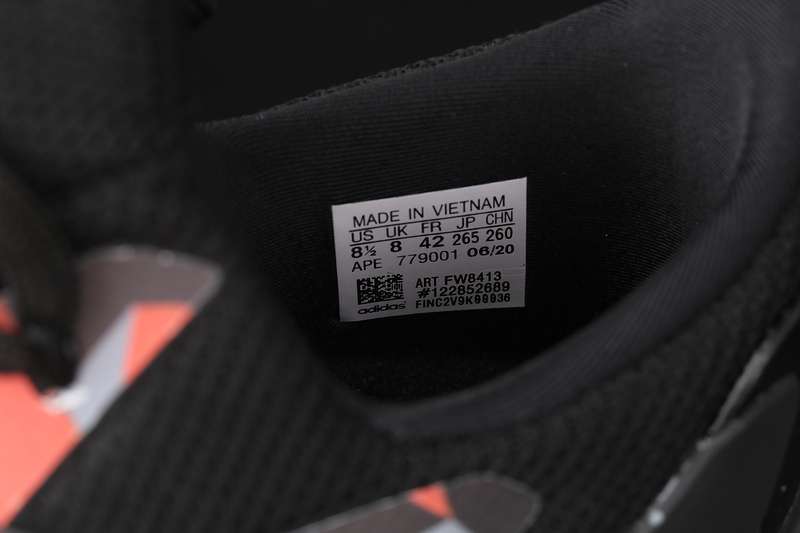 MADE IN VIETNAM
US UK FR JP CHN
8½ 8 42 265 260
APE 779001 06/20
ART FW8413
#122852689
FINC2V9K99936
adidas